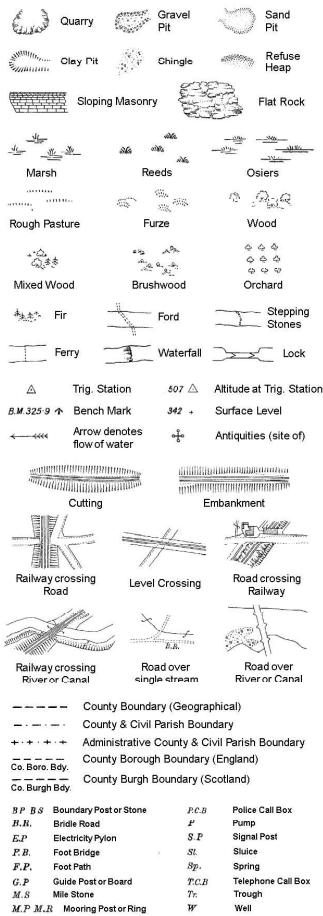 Quarry
Gravel
Pit
Sand
Pit
Clay Pit
Shingle
Refuse
Heap
Sloping Masonry
Flat Rock
Marsh
Reeds
Osiers
Rough Pasture
Furze
Wood
Mixed Wood
Brushwood
Orchard
Fir
Ford
Stepping
Stones
Ferry
Waterfall
Lock
Trig. Station
507 Altitude at Trig. Station
B.M.325·9 Bench Mark
342 + Surface Level
Arrow denotes
flow of water
Antiquities (site of)
Cutting
Embankment
Railway crossing
Road
Level Crossing
Road crossing
Railway
Railway crossing
River or Canal
B.R.
Road over
single stream
Road over
River or Canal
County Boundary (Geographical)
County & Civil Parish Boundary
Administrative County & Civil Parish Boundary
Co. Boro. Bdy. County Borough Boundary (England)
Co. Burgh Bdy. County Burgh Boundary (Scotland)
B P B S Boundary Post or Stone
B.R. Bridle Road
E.P Electricity Pylon
F.B. Foot Bridge
F.P. Foot Path
G.P Guide Post or Board
M.S Mile Stone
M.P M.R Mooring Post or Ring
P.C.B Police Call Box
P Pump
S.P Signal Post
Sl. Sluice
Sp. Spring
T.C.B Telephone Call Box
Tr. Trough
W Well